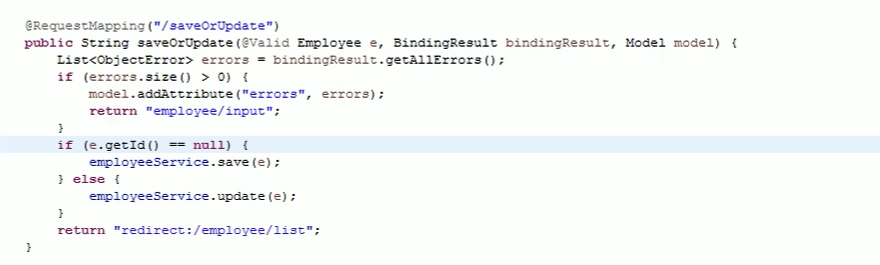 @RequestMapping("/saveOrUpdate")
public String saveOrUpdate(@Valid Employee e, BindingResult bindingResult, Model model) {
    List<ObjectError> errors = bindingResult.getAllErrors();
    if (errors.size() > 0) {
        model.addAttribute("errors", errors);
        return "employee/input";
    }
    if (e.getId() == null) {
        employeeService.save(e);
    } else {
        employeeService.update(e);
    }
    return "redirect:/employee/list";
}